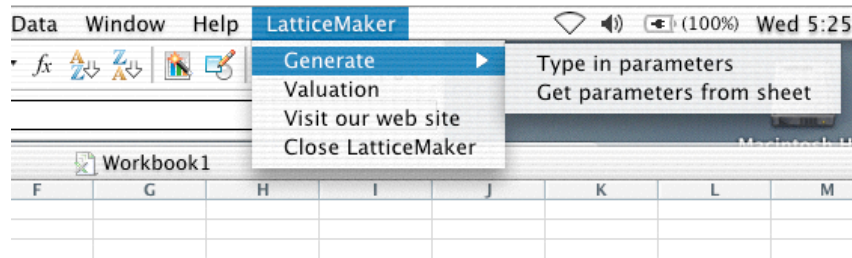 Data Window Help LatticeMaker (100%) Wed 5:25
fx A Z Z A
Generate
Valuation
Visit our web site
Close LatticeMaker
Type in parameters
Get parameters from sheet
Macintosh H
Workbook1
F G H I J K L M